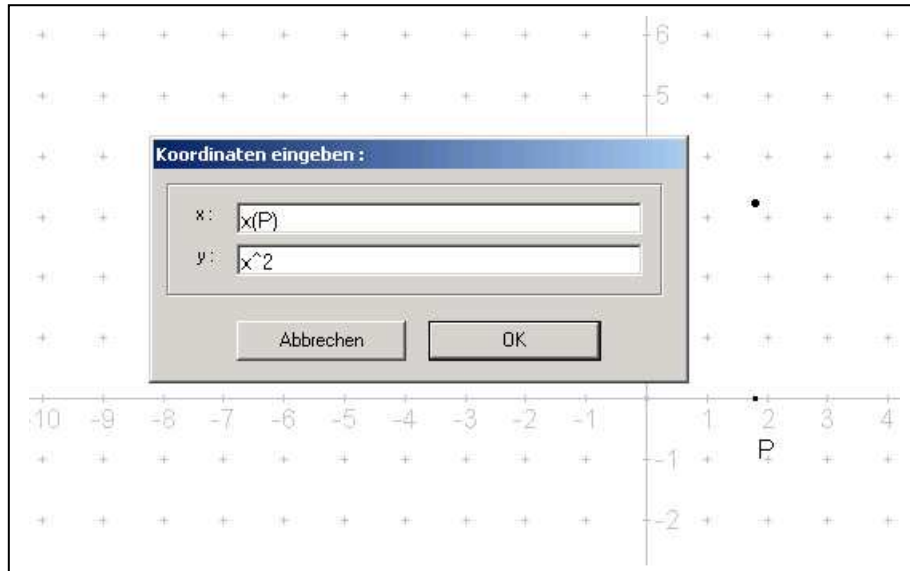 6
5
Koordinaten eingeben :
x: x(P)
y: x^2
Abbrechen OK
-10 -9 -8 -7 -6 -5 -4 -3 -2 -1 1 2 3 4
P
-1
-2